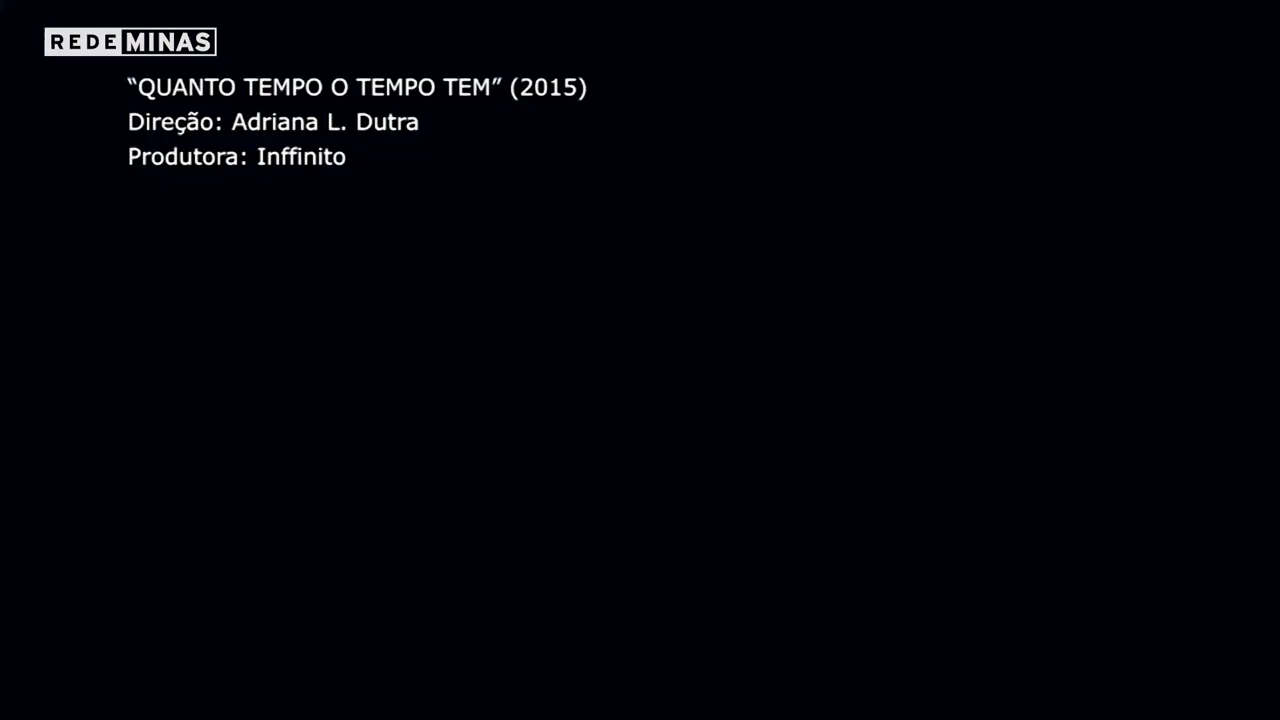 REDE MINAS
“QUANTO TEMPO O TEMPO TEM” (2015)
Direção: Adriana L. Dutra
Produtora: Inffinito